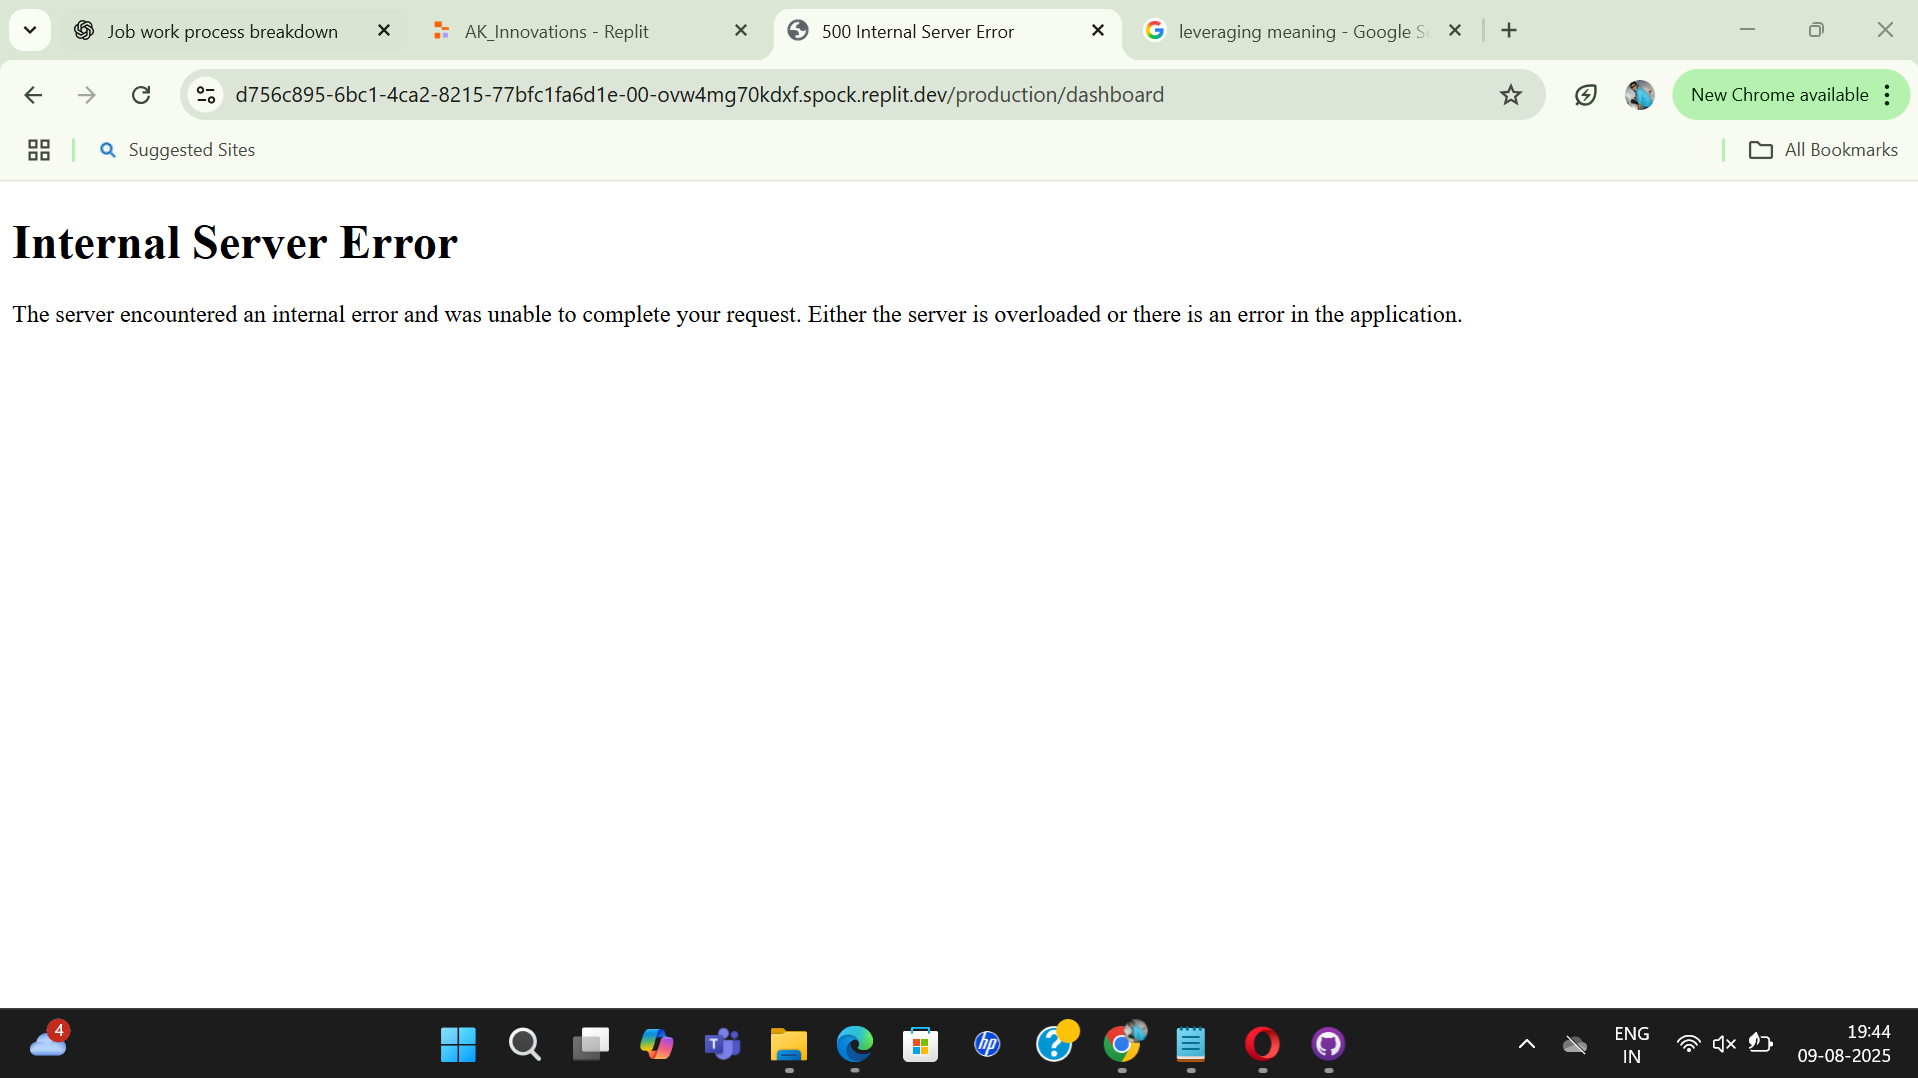 Job work process breakdown
AK_Innovations - Replit
500 Internal Server Error
leveraging meaning - Google S
d756c895-6bc1-4ca2-8215-77bfc1fa6d1e-00-ovw4mg70kdxf.spock.replit.dev/production/dashboard
New Chrome available
Suggested Sites
All Bookmarks
Internal Server Error
The server encountered an internal error and was unable to complete your request. Either the server is overloaded or there is an error in the application.
4
T
hp
?
ENG
IN
19:44
09-08-2025